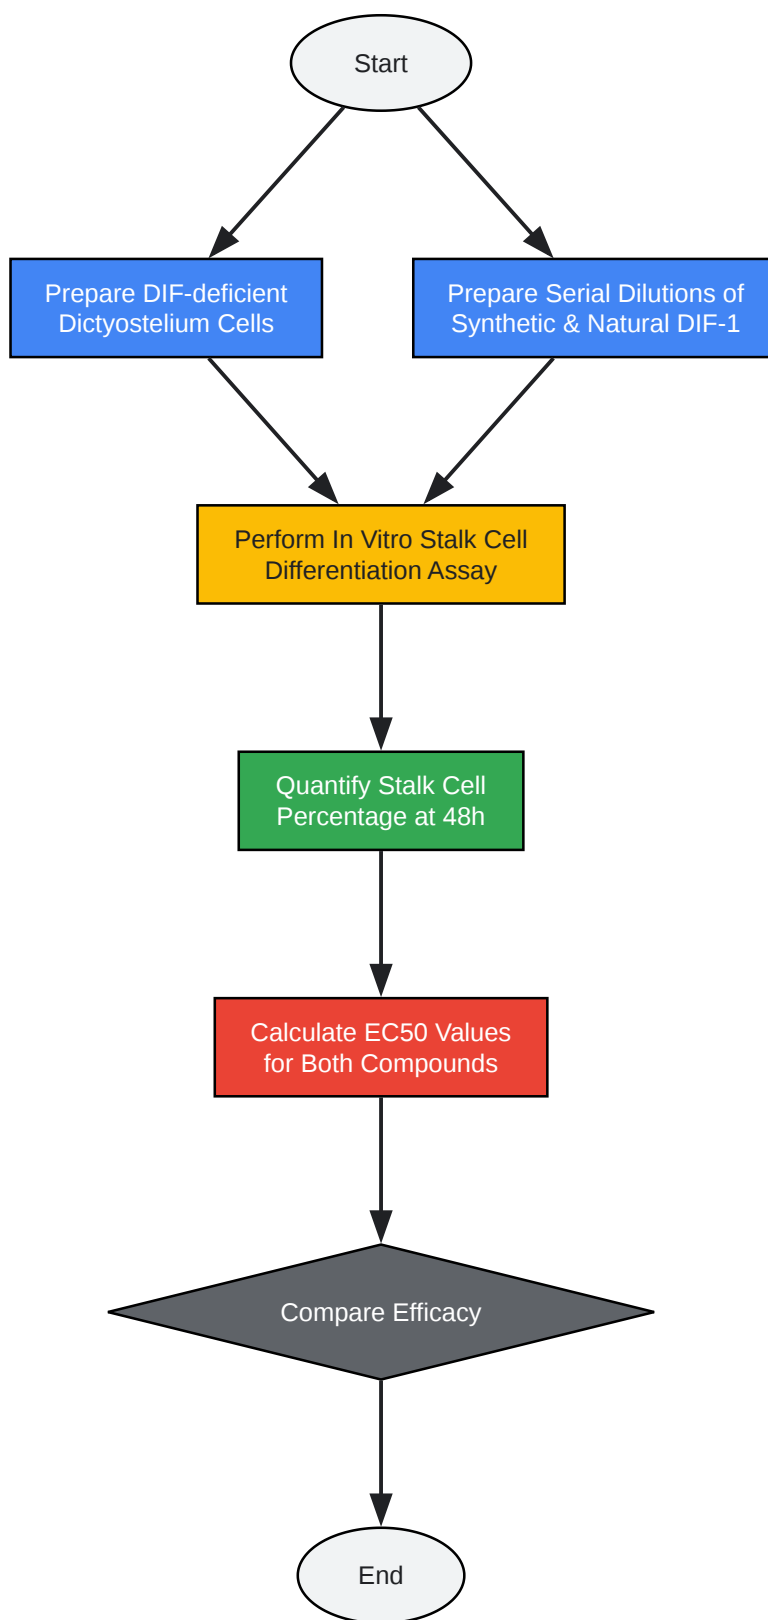 Start
Prepare DIF-deficient
Dictyostelium Cells
Prepare Serial Dilutions of
Synthetic & Natural DIF-1
Perform In Vitro Stalk Cell
Differentiation Assay
Quantify Stalk Cell
Percentage at 48h
Calculate EC50 Values
for Both Compounds
Compare Efficacy
End